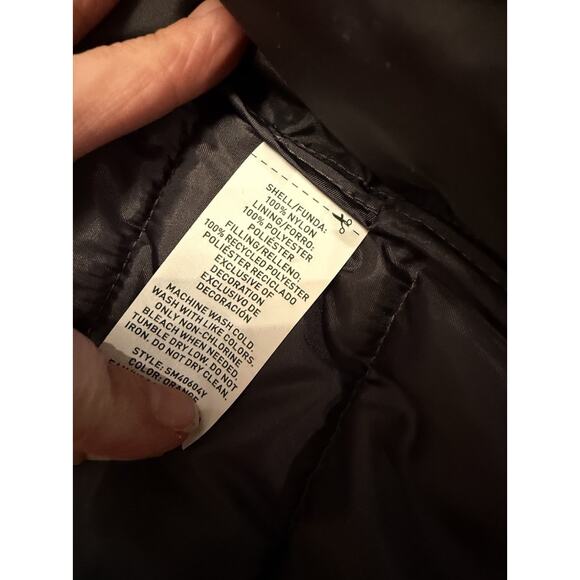 SHELL/FUNDA:
100% NYLON
LINING/FORRO:
100% POLYESTER
POLIÉSTER
FILLING/RELLENO:
100% RECYCLED POLYESTER
POLIÉSTER RECICLADO
EXCLUSIVE OF
DECORATION
EXCLUSIVO DE
DECORACIÓN
MACHINE WASH COLD
WASH WITH LIKE COLORS.
ONLY NON-CHLORINE
BLEACH WHEN NEEDED.
TUMBLE DRY LOW. DO NOT
IRON. DO NOT DRY CLEAN.
STYLE: SM40604Y
COLOR: ORANGE